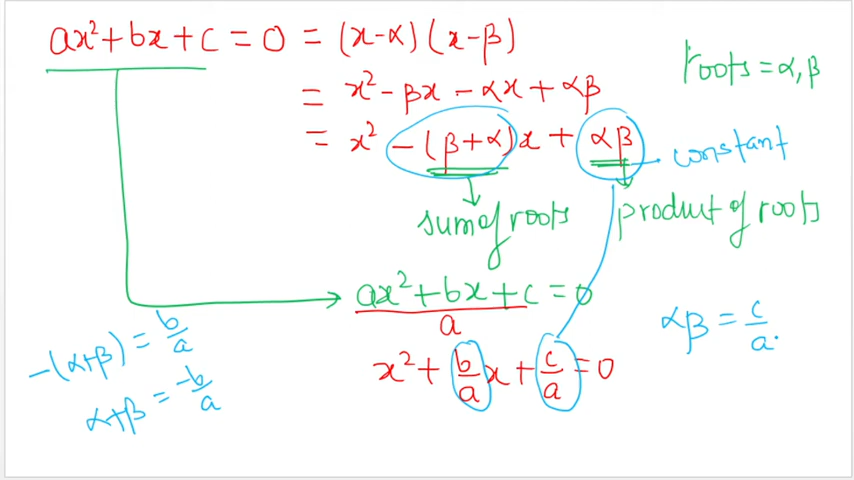 ax² + bx + c = 0 = (x-α) (x-β)
roots = α, β
= x² - βx - αx + αβ
= x² - (β+α)x + αβ
constant
sum of roots
product of roots
ax² + bx + c = 0
a
αβ = c/a.
-(α+β) = b/a
x² + b/a x + c/a = 0
α+β = -b/a